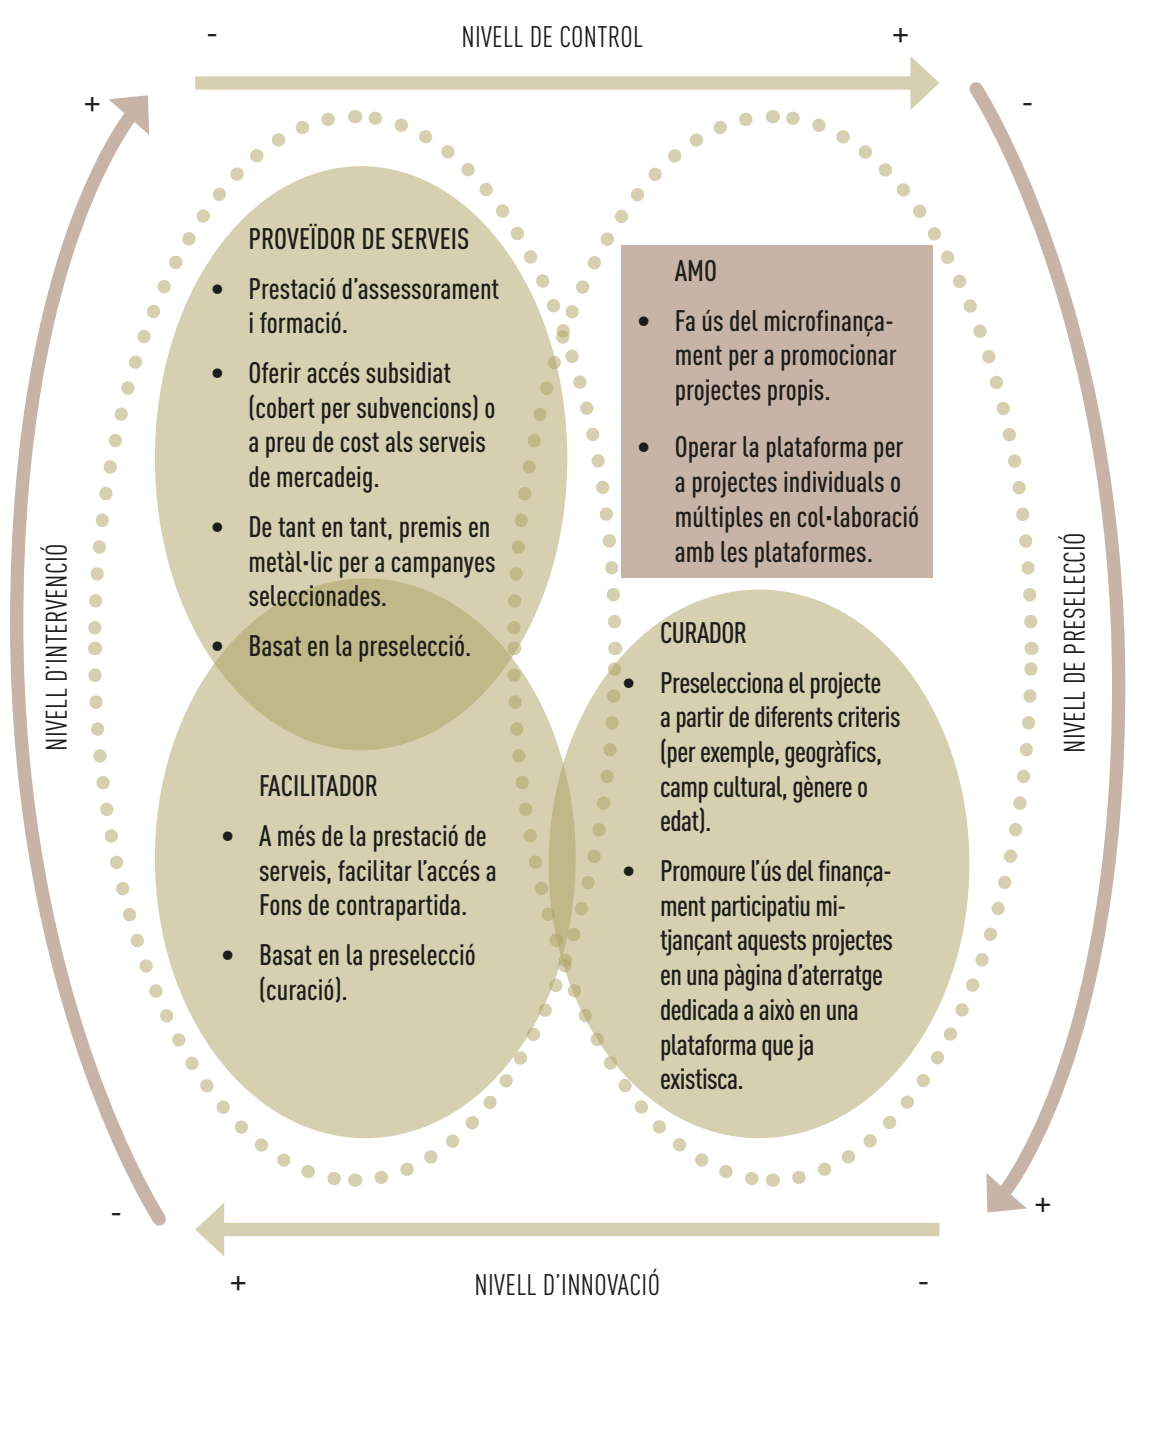 - NIVELL DE CONTROL +
+
-
PROVEÏDOR DE SERVEIS
• Prestació d’assessorament
i formació.
• Oferir accés subsidiat
(cobert per subvencions) o
a preu de cost als serveis
de mercadeig.
• De tant en tant, premis en
metàl·lic per a campanyes
seleccionades.
• Basat en la preselecció.
AMO
• Fa ús del microfinança-
ment per a promocionar
projectes propis.
• Operar la plataforma per
a projectes individuals o
múltiples en col·laboració
amb les plataformes.
NIVELL D’INTERVENCIÓ
NIVELL DE PRESELECCIÓ
FACILITADOR
• A més de la prestació de
serveis, facilitar l’accés a
Fons de contrapartida.
• Basat en la preselecció
(curació).
CURADOR
• Preselecciona el projecte
a partir de diferents criteris
(per exemple, geogràfics,
camp cultural, gènere o
edat).
• Promoure l’ús del finança-
ment participatiu mi-
tjançant aquests projectes
en una pàgina d’aterratge
dedicada a això en una
plataforma que ja
existisca.
-
+
+ NIVELL D’INNOVACIÓ -